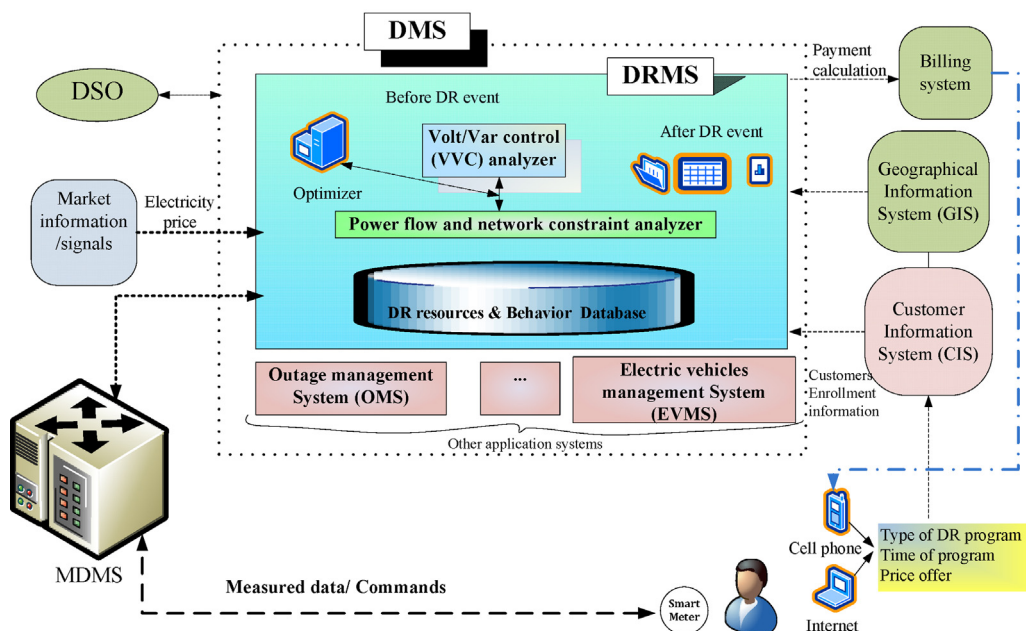 DMS
DRMS
DSO
Before DR event
Volt/Var control
(VVC) analyzer
After DR event
Optimizer
Power flow and network constraint analyzer
DR resources & Behavior Database
Market
information
/signals
Electricity
price
Payment
calculation
Billing
system
Geographical
Information
System (GIS)
Customer
Information
System (CIS)
Outage management
System (OMS)
...
Electric vehicles
management System
(EVMS)
Customers
Enrollment
information
Other application systems
MDMS
Measured data/ Commands
Smart
Meter
Cell phone
Internet
Type of DR program
Time of program
Price offer